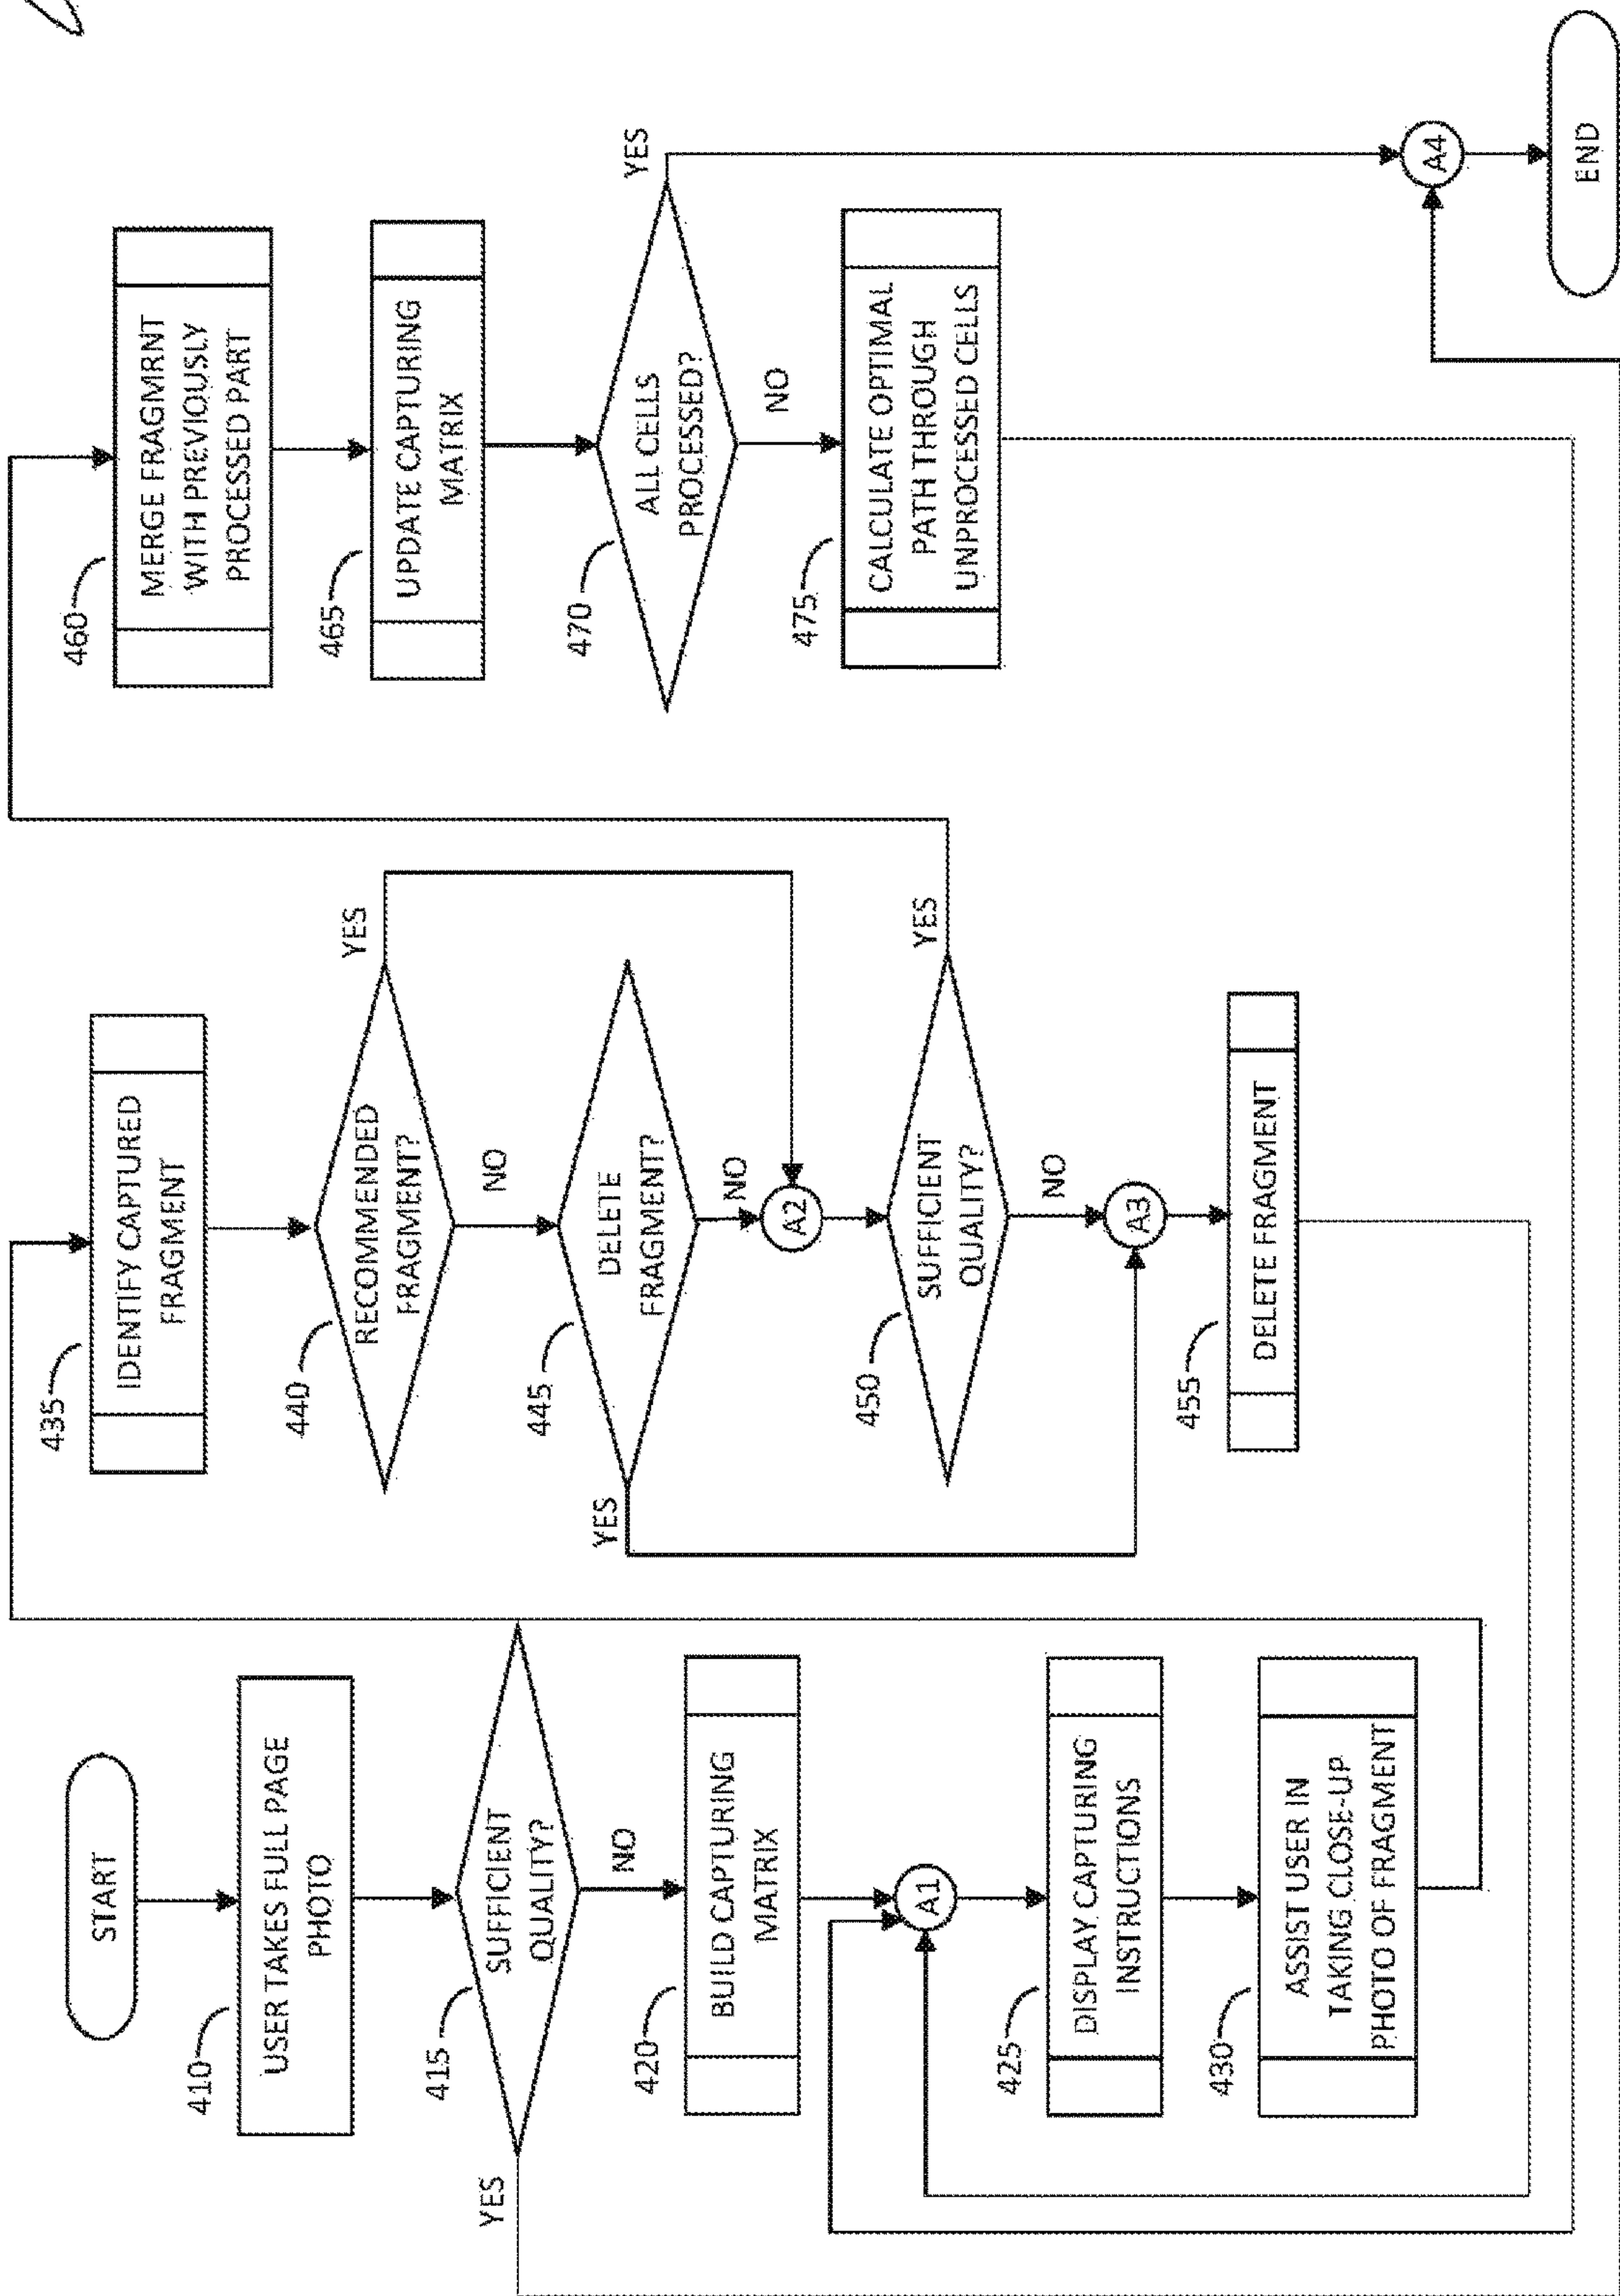 START
410
USER TAKES FULL PAGE
PHOTO
415
SUFFICIENT
QUALITY?
YES
NO
420
BUILD CAPTURING
MATRIX
A1
425
DISPLAY CAPTURING
INSTRUCTIONS
430
ASSIST USER IN
TAKING CLOSE-UP
PHOTO OF FRAGMENT
435
IDENTIFY CAPTURED
FRAGMENT
440
RECOMMENDED
FRAGMENT?
YES
NO
445
DELETE
FRAGMENT?
YES
NO
A2
450
SUFFICIENT
QUALITY?
YES
NO
A3
455
DELETE FRAGMENT
460
MERGE FRAGMRNT
WITH PREVIOUSLY
PROCESSED PART
465
UPDATE CAPTURING
MATRIX
470
ALL CELLS
PROCESSED?
YES
NO
475
CALCULATE OPTIMAL
PATH THROUGH
UNPROCESSED CELLS
A4
END